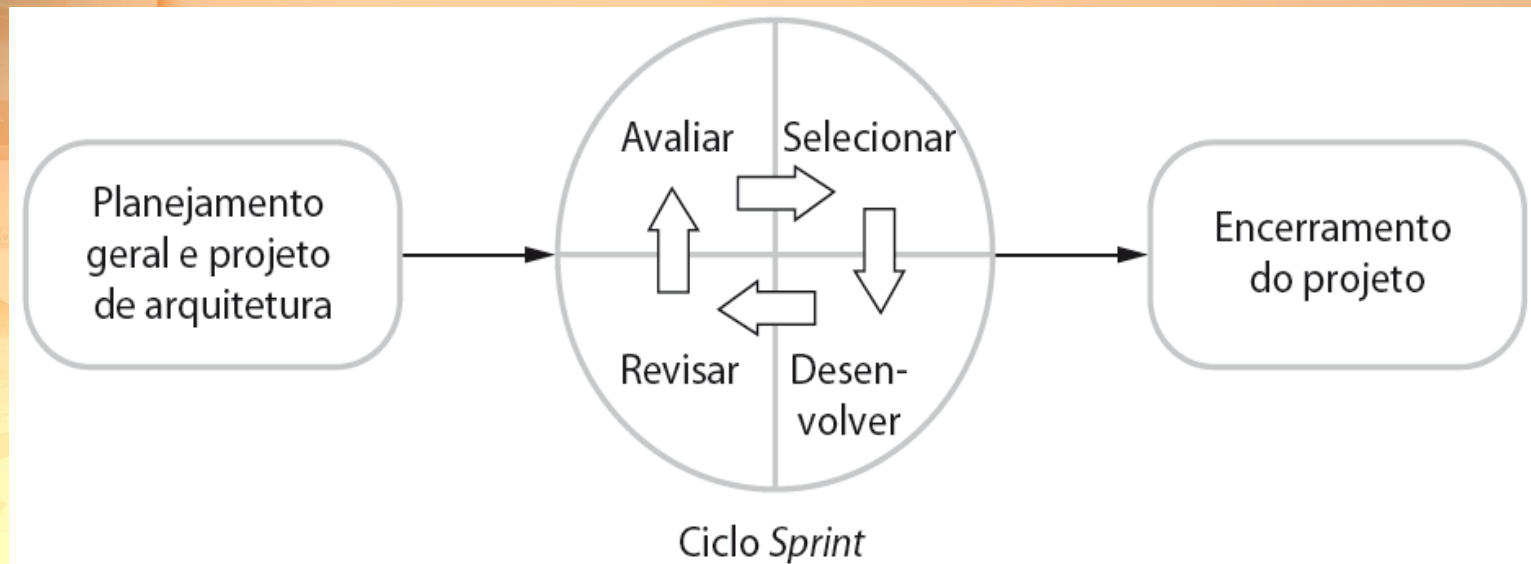 Planejamento
geral e projeto
de arquitetura
Avaliar
Selecionar
Revisar
Desen-
volver
Encerramento
do projeto
Ciclo Sprint